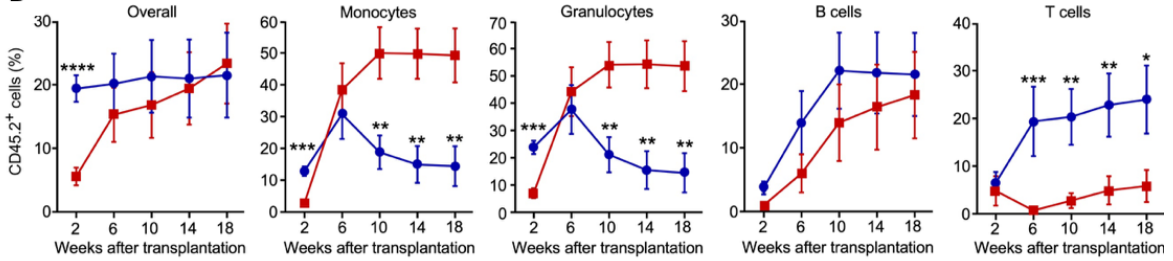 Overall
Monocytes
Granulocytes
B cells
T cells
CD45.2+ cells (%)
30
20
10
0
****
2 6 10 14 18
Weeks after transplantation
60
50
40
30
20
10
0
***
**
**
**
2 6 10 14 18
Weeks after transplantation
70
60
50
40
30
20
10
0
***
**
**
**
2 6 10 14 18
Weeks after transplantation
30
20
10
0
2 6 10 14 18
Weeks after transplantation
40
30
20
10
0
***
**
**
*
2 6 10 14 18
Weeks after transplantation